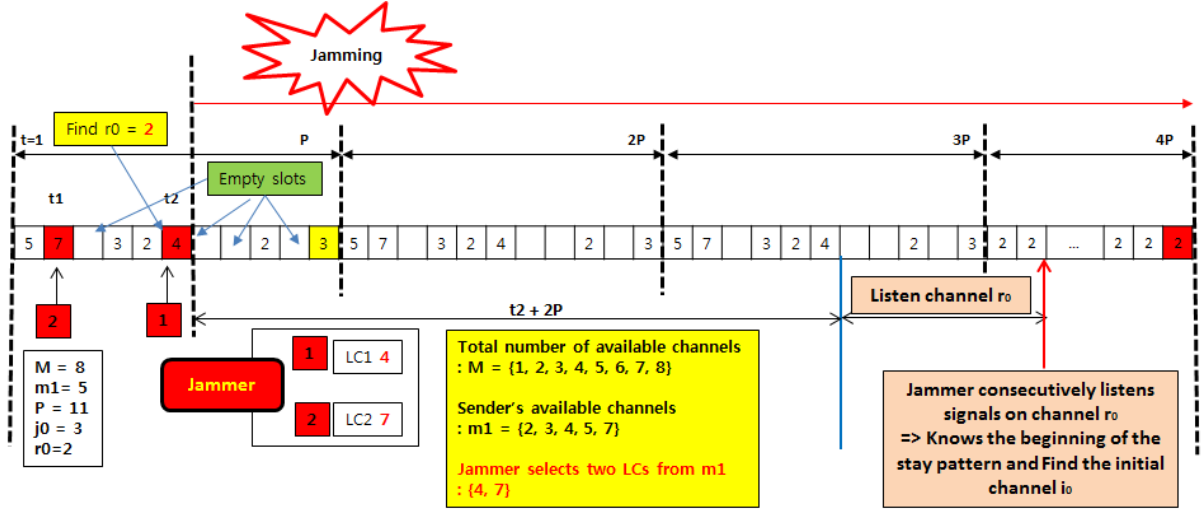 Jamming
Find r0 = 2
t=1
P
2P
3P
4P
Empty slots
t1
t2
5 7 3 2 4 2 3 5 7 3 2 4 2 3 5 7 3 2 4 2 3 2 2 ... 2 2 2
2
1
t2 + 2P
Listen channel r₀
M = 8
m1= 5
P = 11
j0 = 3
r0=2
Jammer
1
LC1 4
2
LC2 7
Total number of available channels
: M = {1, 2, 3, 4, 5, 6, 7, 8}
Sender's available channels
: m1 = {2, 3, 4, 5, 7}
Jammer selects two LCs from m1
: {4, 7}
Jammer consecutively listens
signals on channel r₀
=> Knows the beginning of the
stay pattern and Find the initial
channel i₀